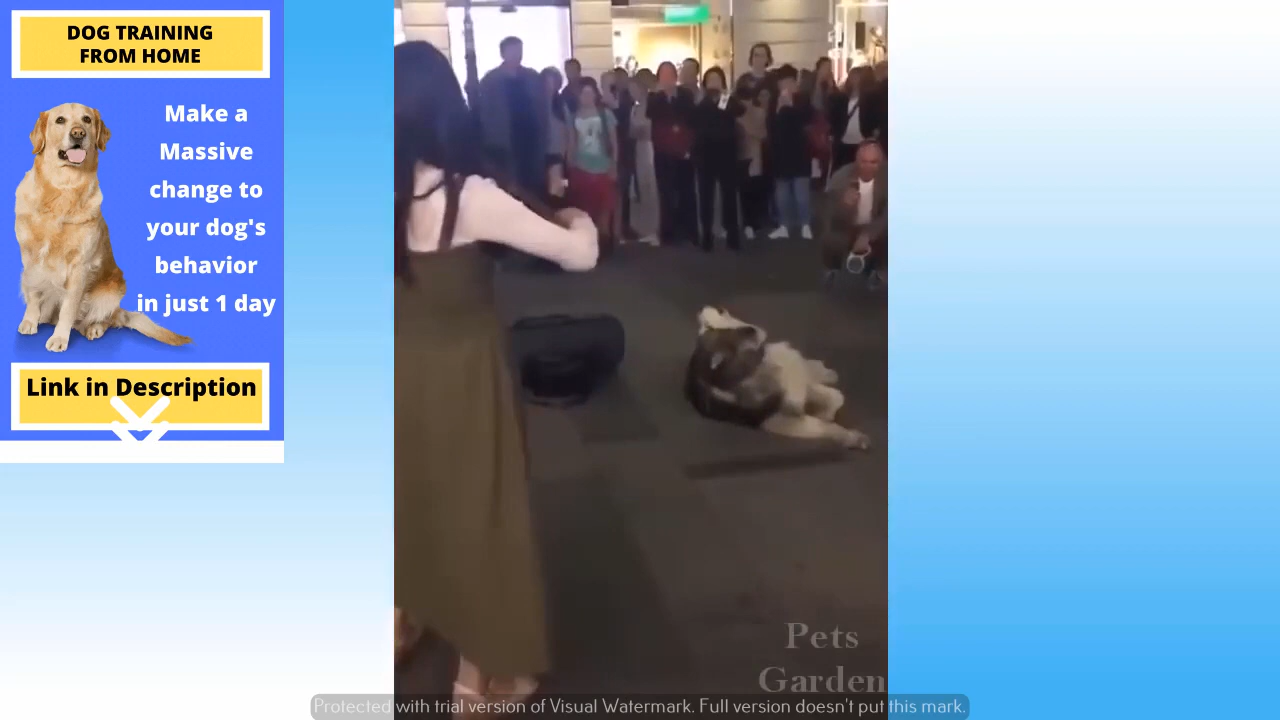 DOG TRAINING
FROM HOME
Make a
Massive
change to
your dog's
behavior
in just 1 day
Link in Description
Pets
Garden
Protected with trial version of Visual Watermark. Full version doesn't put this mark.